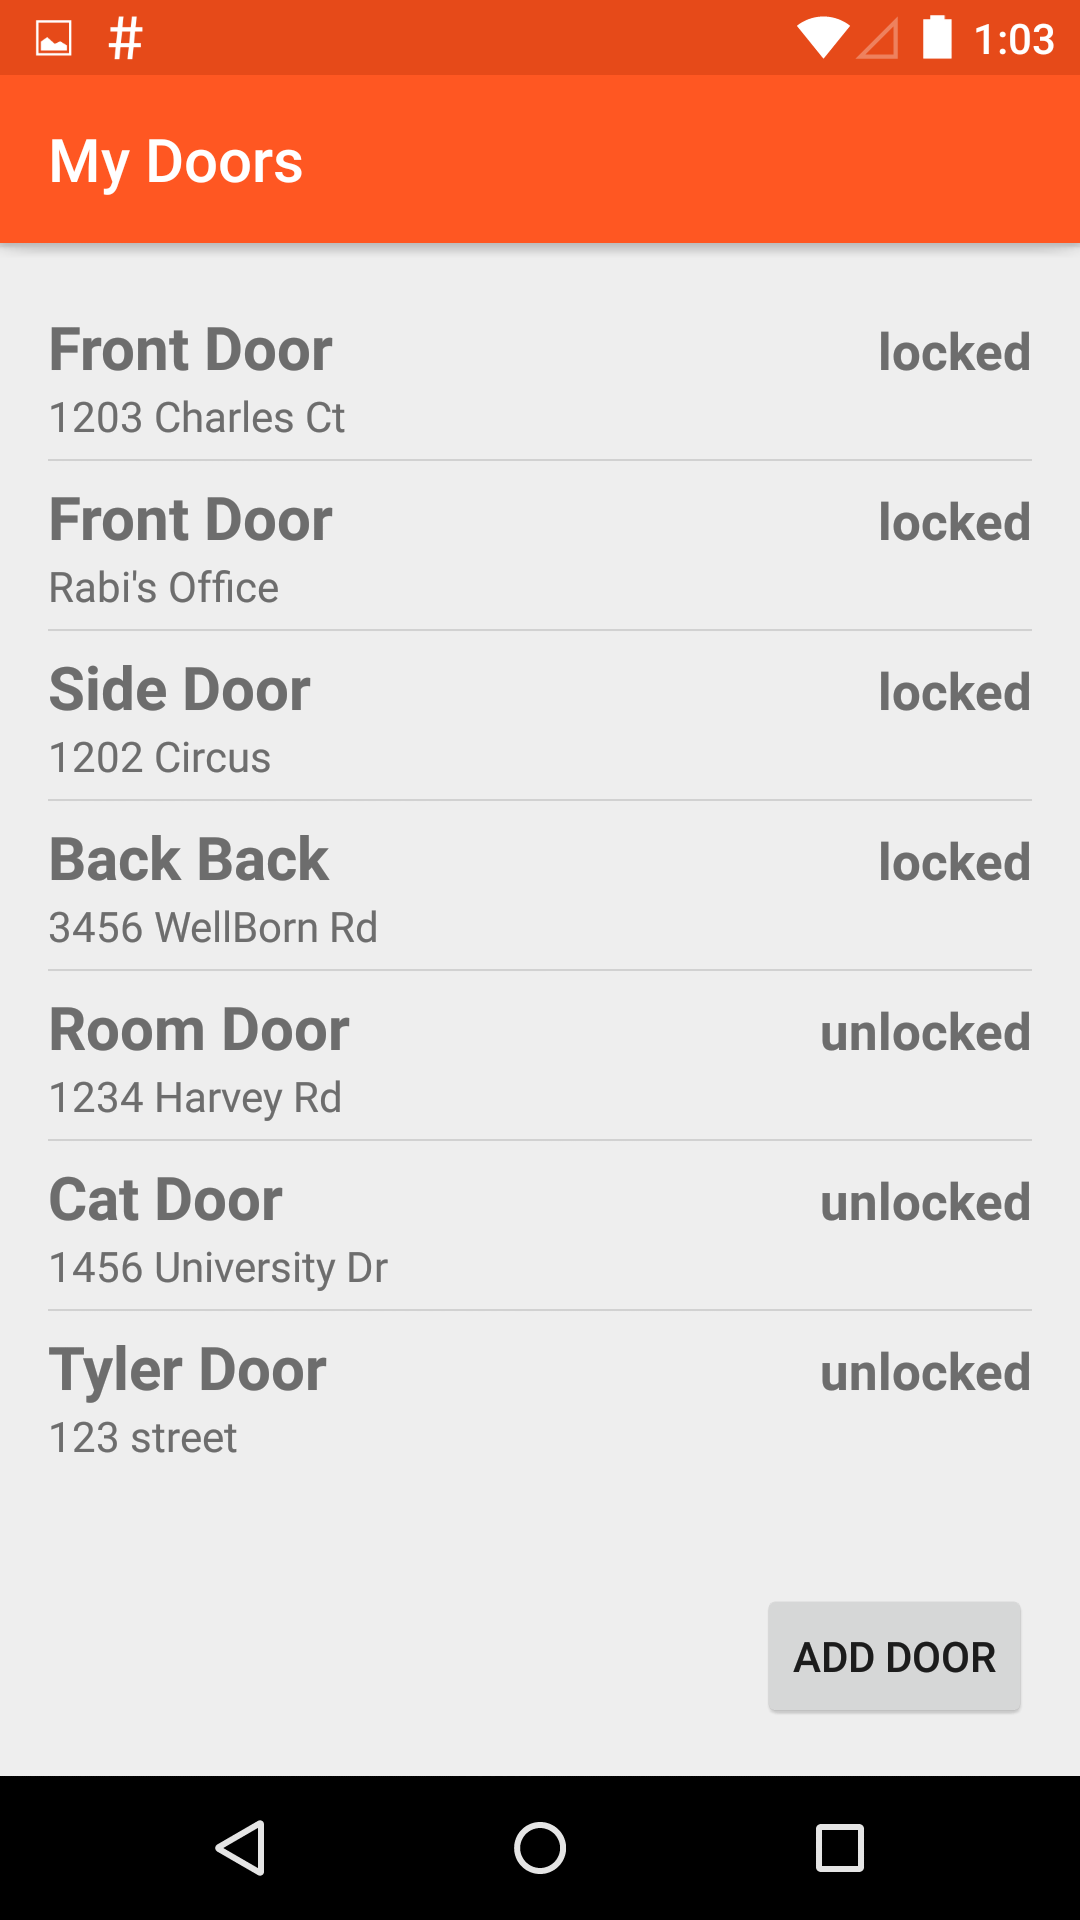 # 1:03
My Doors
Front Door locked
1203 Charles Ct
Front Door locked
Rabi's Office
Side Door locked
1202 Circus
Back Back locked
3456 WellBorn Rd
Room Door unlocked
1234 Harvey Rd
Cat Door unlocked
1456 University Dr
Tyler Door unlocked
123 street
ADD DOOR